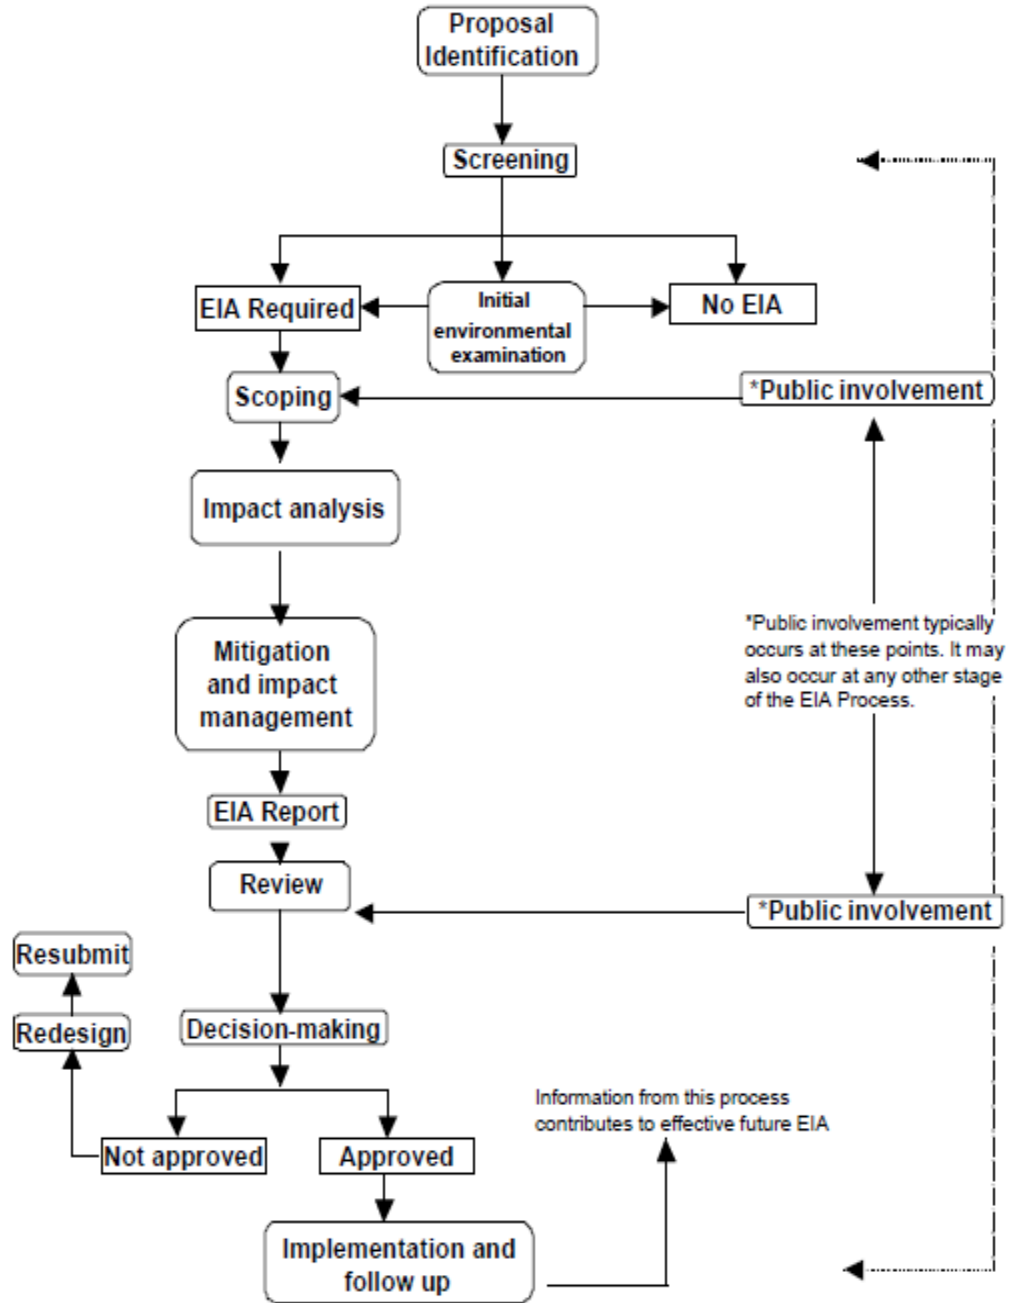 Proposal
Identification
Screening
EIA Required
Initial
environmental
examination
No EIA
Scoping
*Public involvement
Impact analysis
*Public involvement typically
occurs at these points. It may
also occur at any other stage
of the EIA Process.
Mitigation
and impact
management
EIA Report
Review
*Public involvement
Resubmit
Redesign
Decision-making
Not approved
Approved
Information from this process
contributes to effective future EIA
Implementation and
follow up